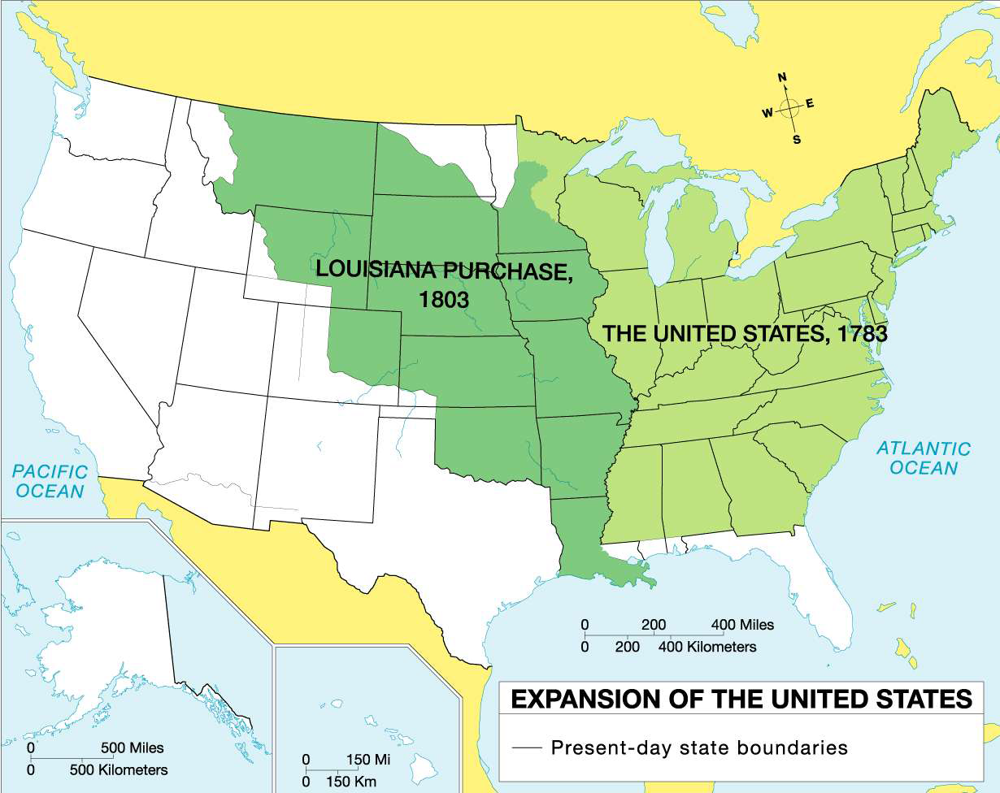 N
W E
S
LOUISIANA PURCHASE,
1803
THE UNITED STATES, 1783
PACIFIC
OCEAN
ATLANTIC
OCEAN
0 200 400 Miles
0 200 400 Kilometers
0 500 Miles
0 500 Kilometers
0 150 Mi
0 150 Km
EXPANSION OF THE UNITED STATES
Present-day state boundaries